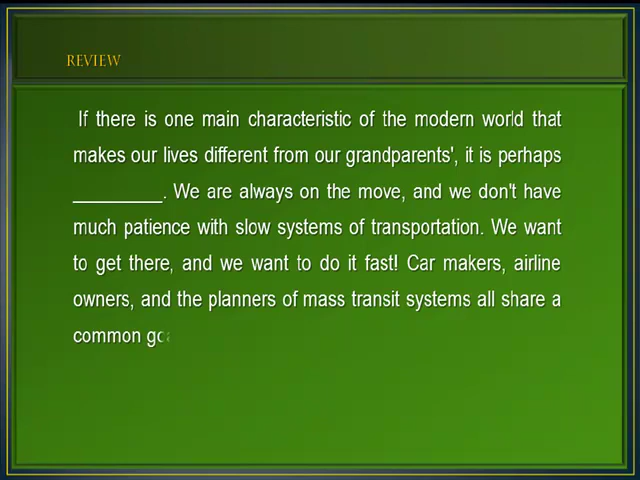 REVIEW
If there is one main characteristic of the modern world that
makes our lives different from our grandparents', it is perhaps
_________. We are always on the move, and we don't have
much patience with slow systems of transportation. We want
to get there, and we want to do it fast! Car makers, airline
owners, and the planners of mass transit systems all share a
common goa